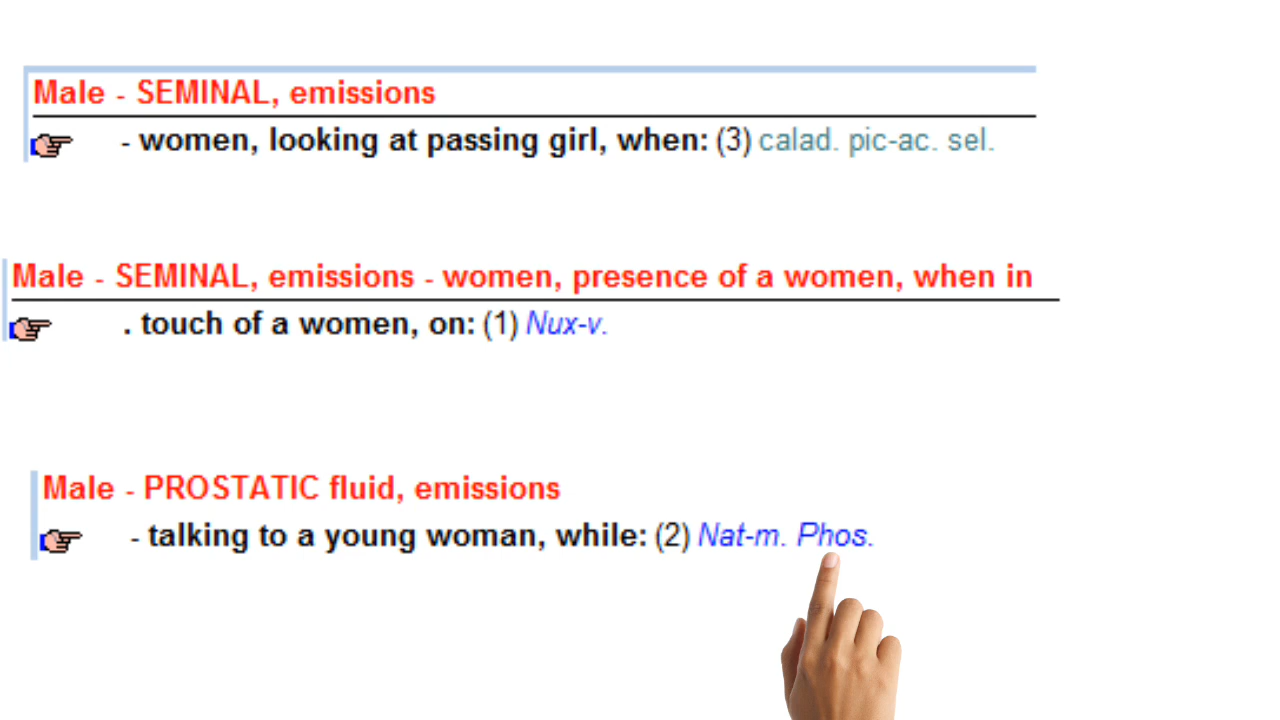 Male - SEMINAL, emissions
- women, looking at passing girl, when: (3) calad. pic-ac. sel.
Male - SEMINAL, emissions - women, presence of a women, when in
. touch of a women, on: (1) Nux-v.
Male - PROSTATIC fluid, emissions
- talking to a young woman, while: (2) Nat-m. Phos.